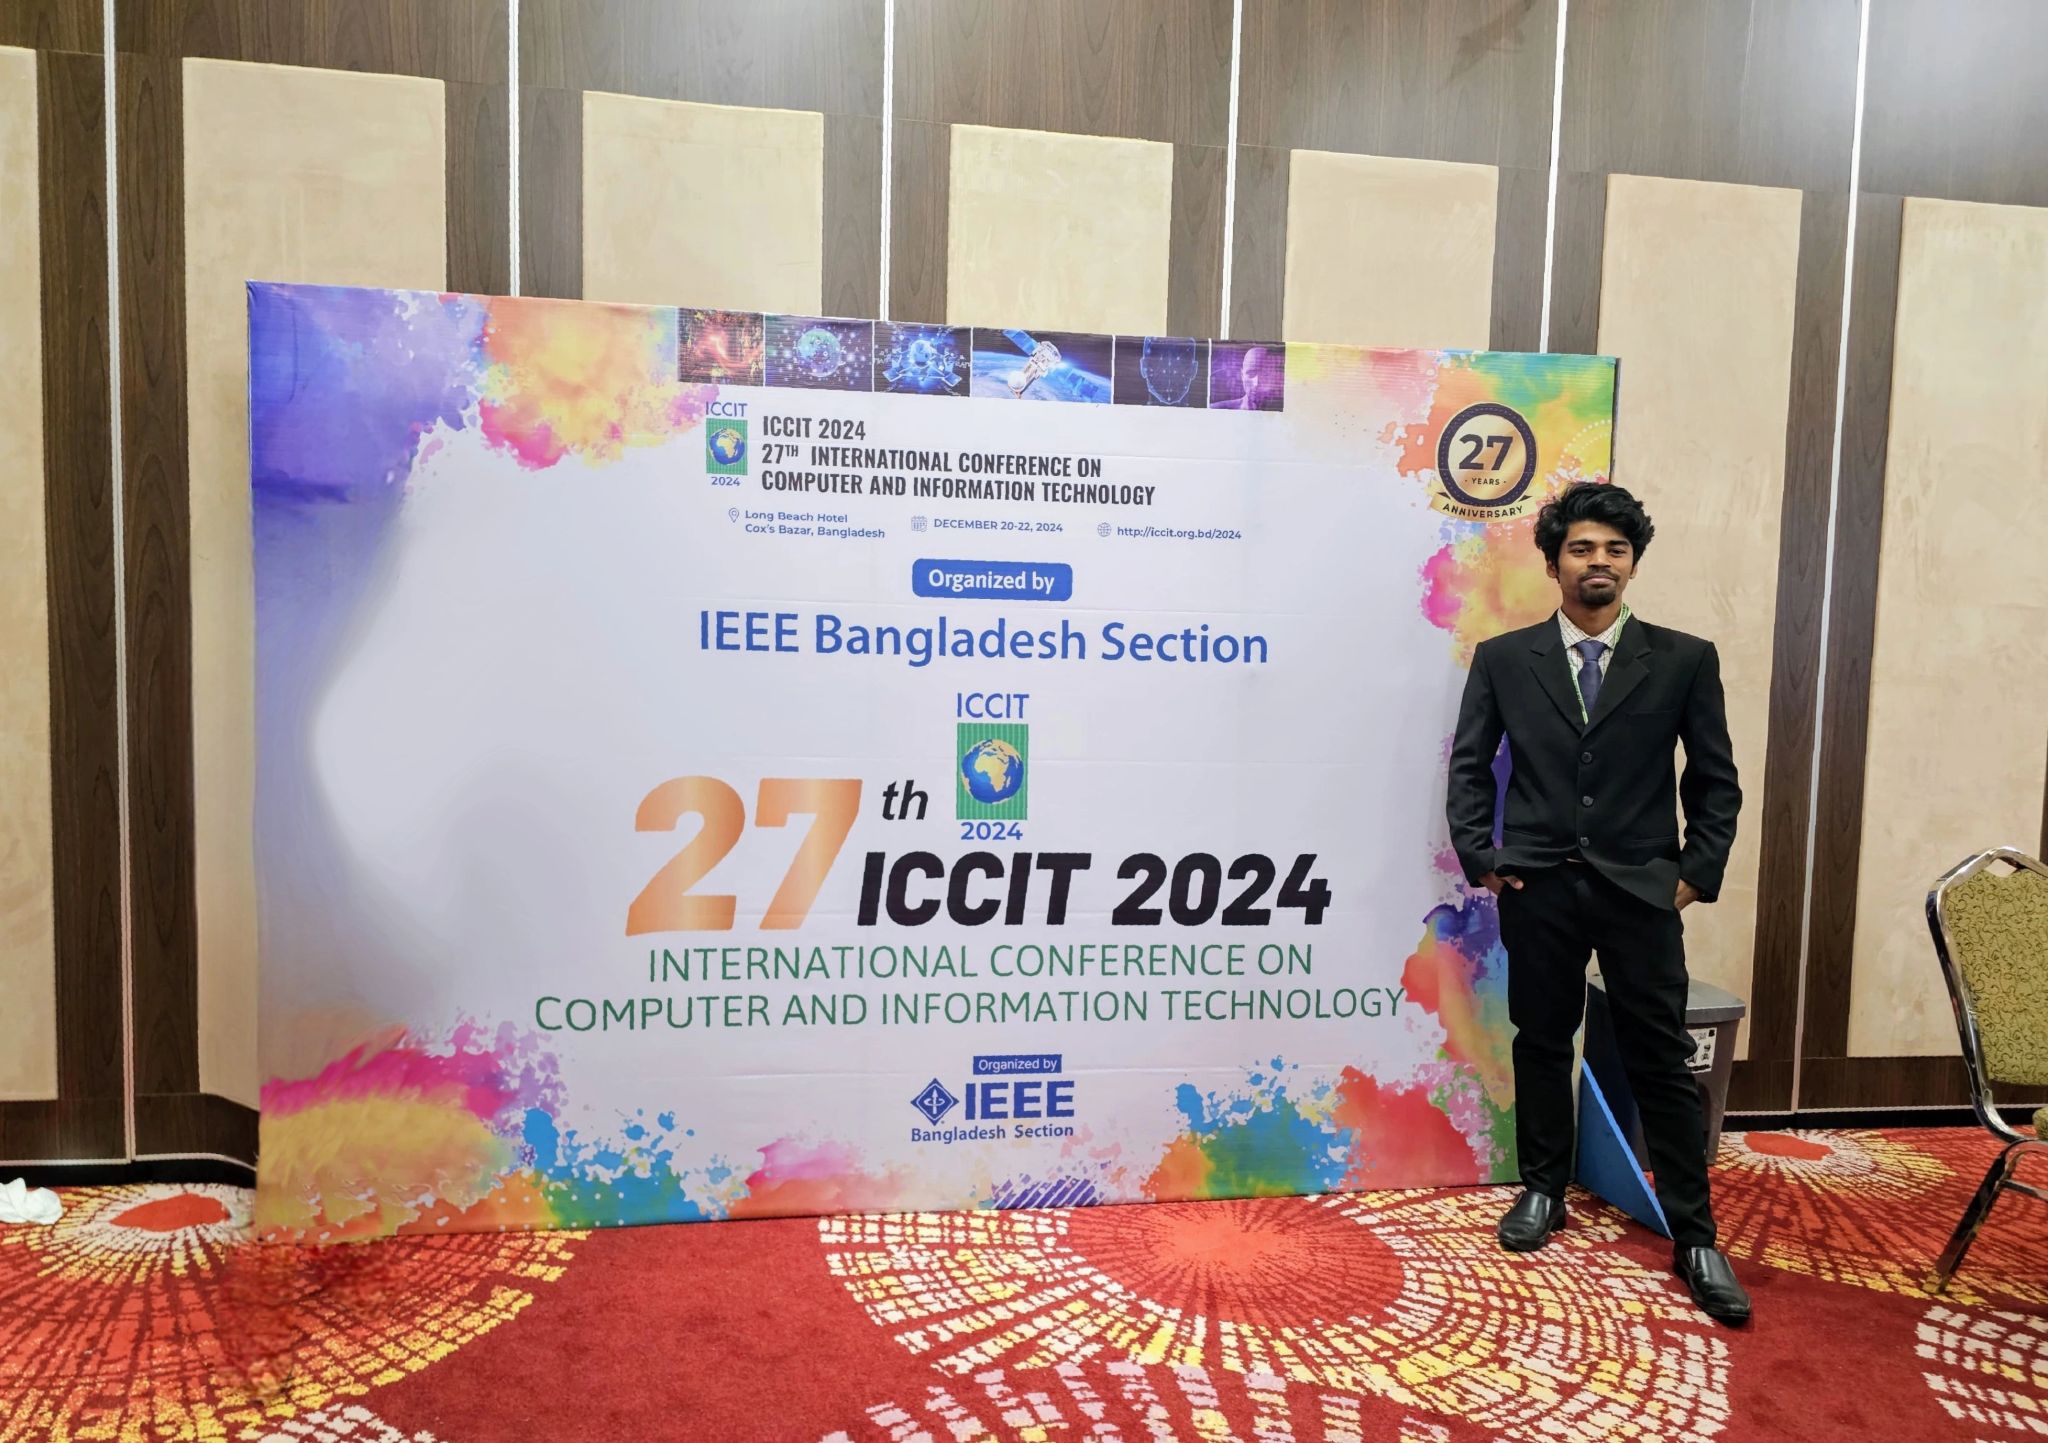 ICCIT
2024
ICCIT 2024
27TH INTERNATIONAL CONFERENCE ON
COMPUTER AND INFORMATION TECHNOLOGY
Long Beach Hotel
Cox's Bazar, Bangladesh
DECEMBER 20-22, 2024
http://iccit.org.bd/2024
27
YEARS
ANNIVERSARY
Organized by
IEEE Bangladesh Section
ICCIT
2024
27th
ICCIT 2024
INTERNATIONAL CONFERENCE ON
COMPUTER AND INFORMATION TECHNOLOGY
Organized by
IEEE
Bangladesh Section